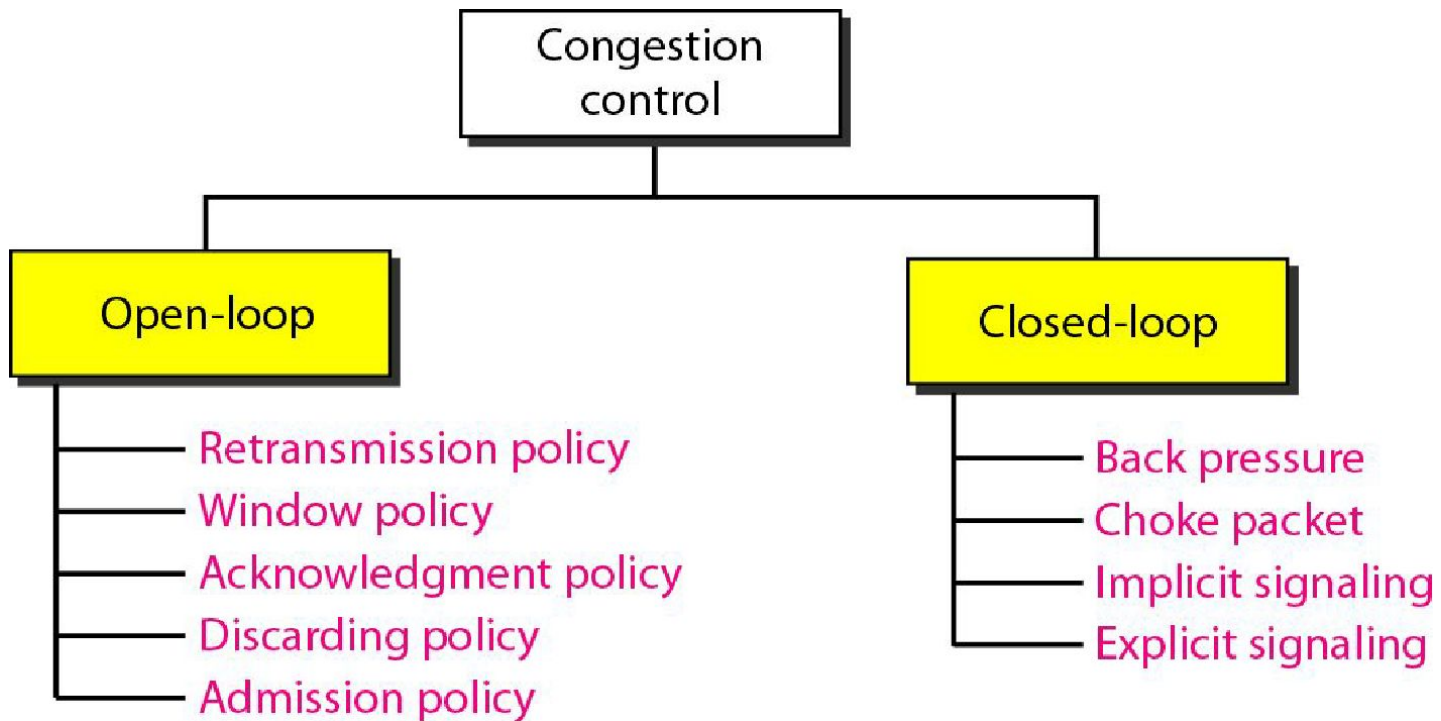 Congestion
control
Open-loop
Retransmission policy
Window policy
Acknowledgment policy
Discarding policy
Admission policy
Closed-loop
Back pressure
Choke packet
Implicit signaling
Explicit signaling